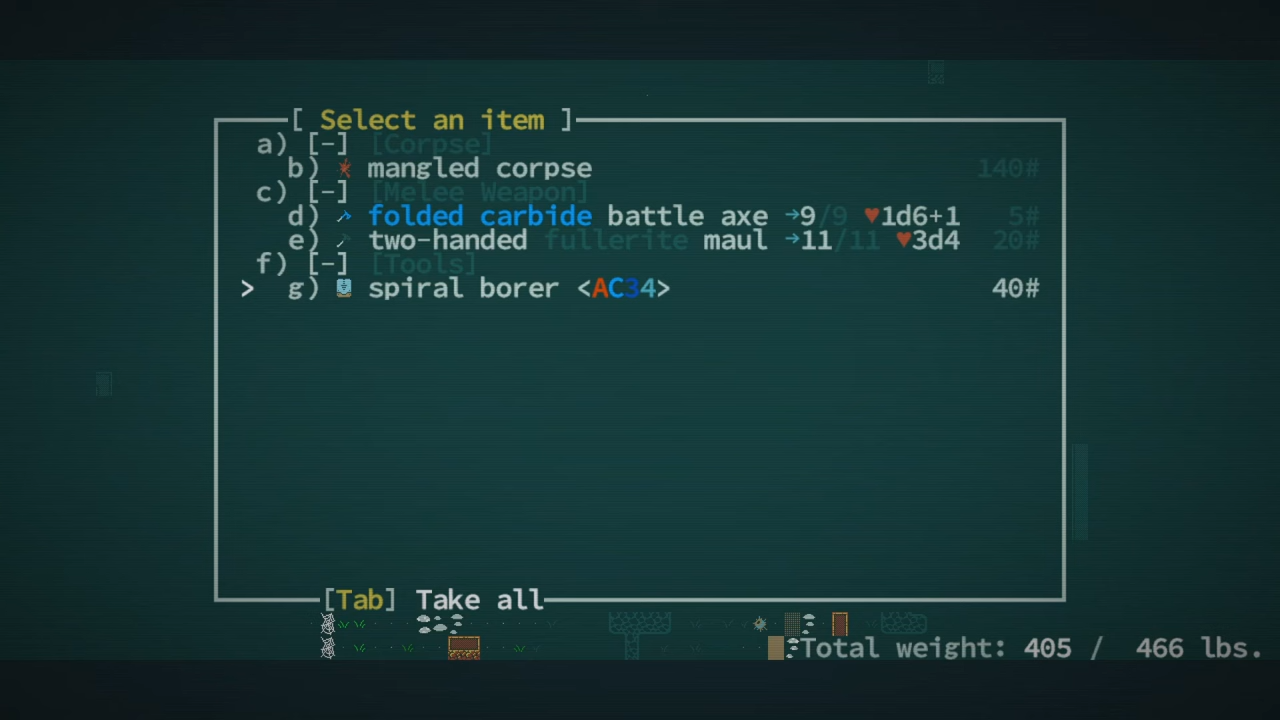 [ Select an item ]
a) [-] [Corpse]
b) mangled corpse 140#
c) [-] [Melee Weapon]
d) folded carbide battle axe →9/9 ♥1d6+1 5#
e) two-handed fullerite maul →11/11 ♥3d4 20#
f) [-] [Tools]
> g) spiral borer <AC34> 40#
[Tab] Take all
Total weight: 405 / 466 lbs.